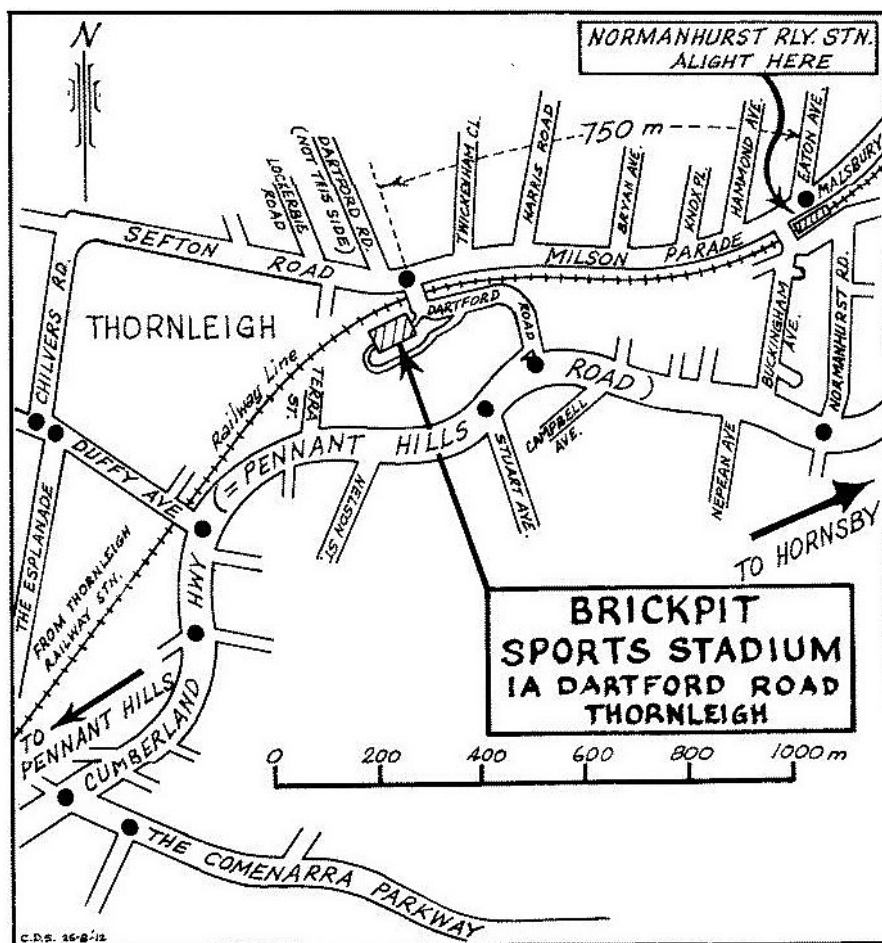 N
NORMANHURST RLY. STN.
ALIGHT HERE
750 m
DARTFORD RD.
(NOT THIS SIDE)
LOCKERBIE
ROAD
TWICKENHAM CL.
HARRIS ROAD
BRYAN AVE.
KNOX PL.
HAMMOND AVE.
EATON AVE.
MALSBURY
SEFTON ROAD
MILSON PARADE
CHILVERS RD.
THORNLEIGH
DARTFORD ROAD
BUCKINGHAM
AVE.
NORMANHURST RD.
Railway Line
TERRA
ST.
ROAD
(= PENNANT HILLS
CAMPBELL
AVE.
STUART AVE.
NELSON ST.
NEPEAN AVE
DUFFY AVE
THE ESPLANADE
FROM THORNLEIGH
RAILWAY STN.
TO HORNSBY
HWY
BRICKPIT
SPORTS STADIUM
1A DARTFORD ROAD
THORNLEIGH
TO
PENNANT HILLS
CUMBERLAND
0 200 400 600 800 1000 m
THE COMENARRA PARKWAY
C.D.S. 26-8-12